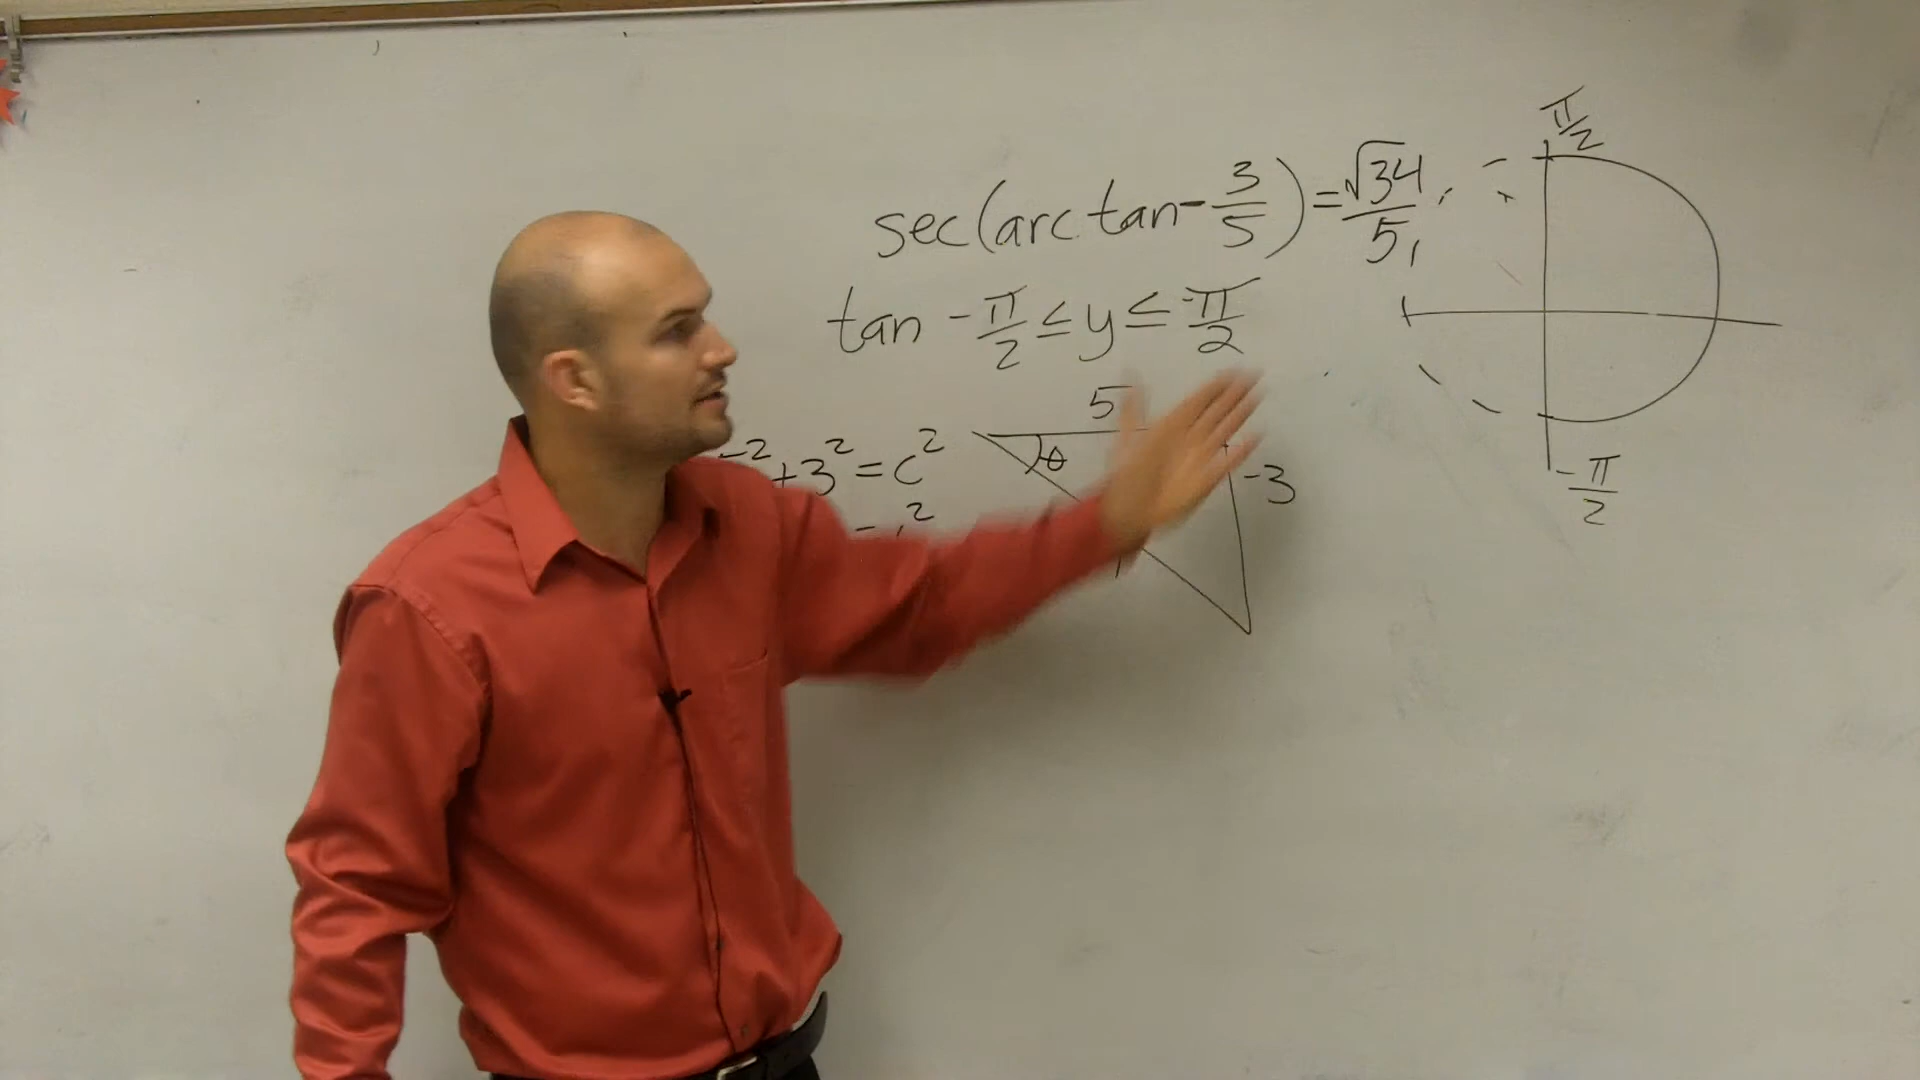 sec(arc tan -3/5) = √34/5
π/2
tan -π/2 ≤ y ≤ π/2
5
θ
-3
+3² = c²
-π/2